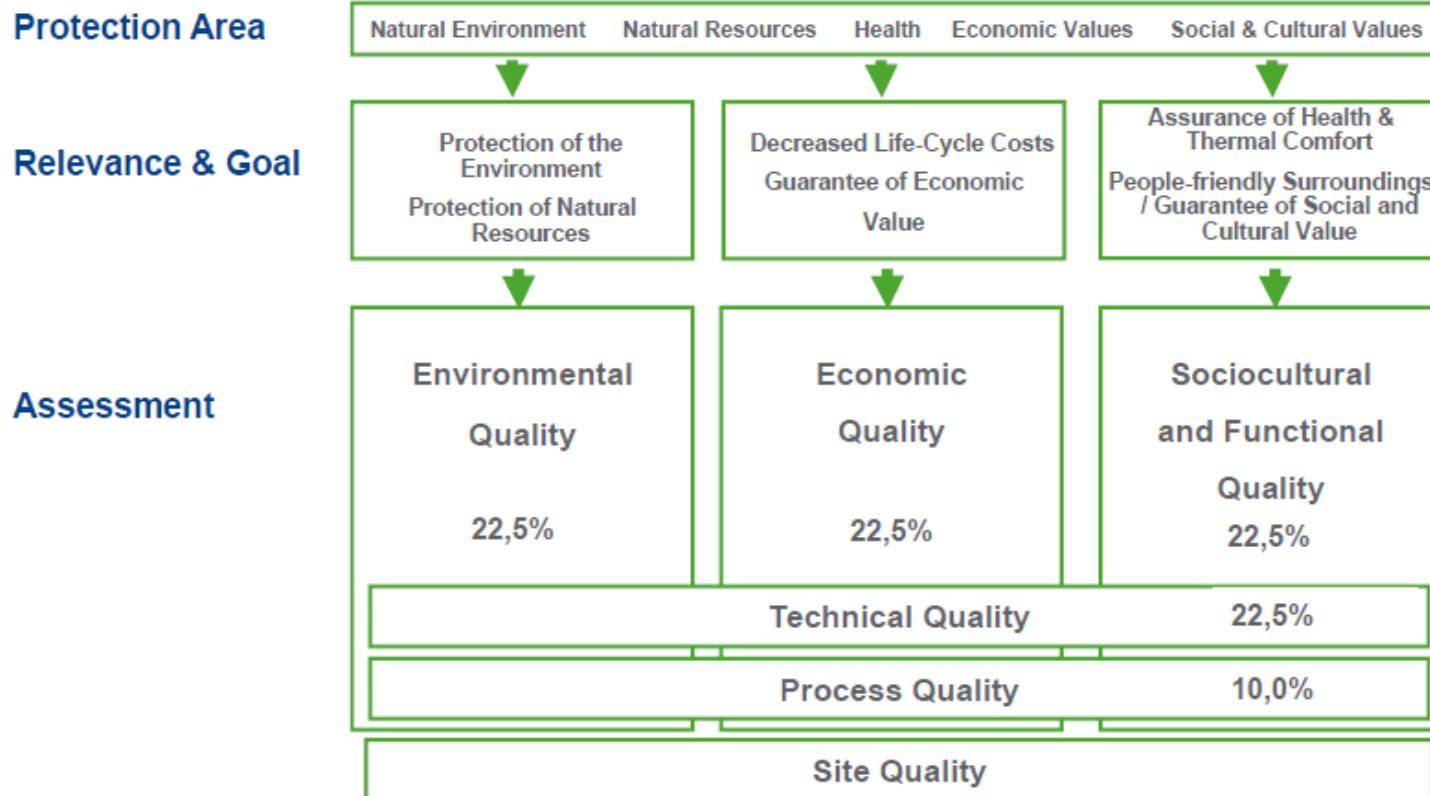 Protection Area
Natural Environment Natural Resources Health Economic Values Social & Cultural Values
Relevance & Goal
Protection of the
Environment
Protection of Natural
Resources
Decreased Life-Cycle Costs
Guarantee of Economic
Value
Assurance of Health &
Thermal Comfort
People-friendly Surroundings
/ Guarantee of Social and
Cultural Value
Assessment
Environmental
Quality
22,5%
Economic
Quality
22,5%
Sociocultural
and Functional
Quality
22,5%
Technical Quality 22,5%
Process Quality 10,0%
Site Quality